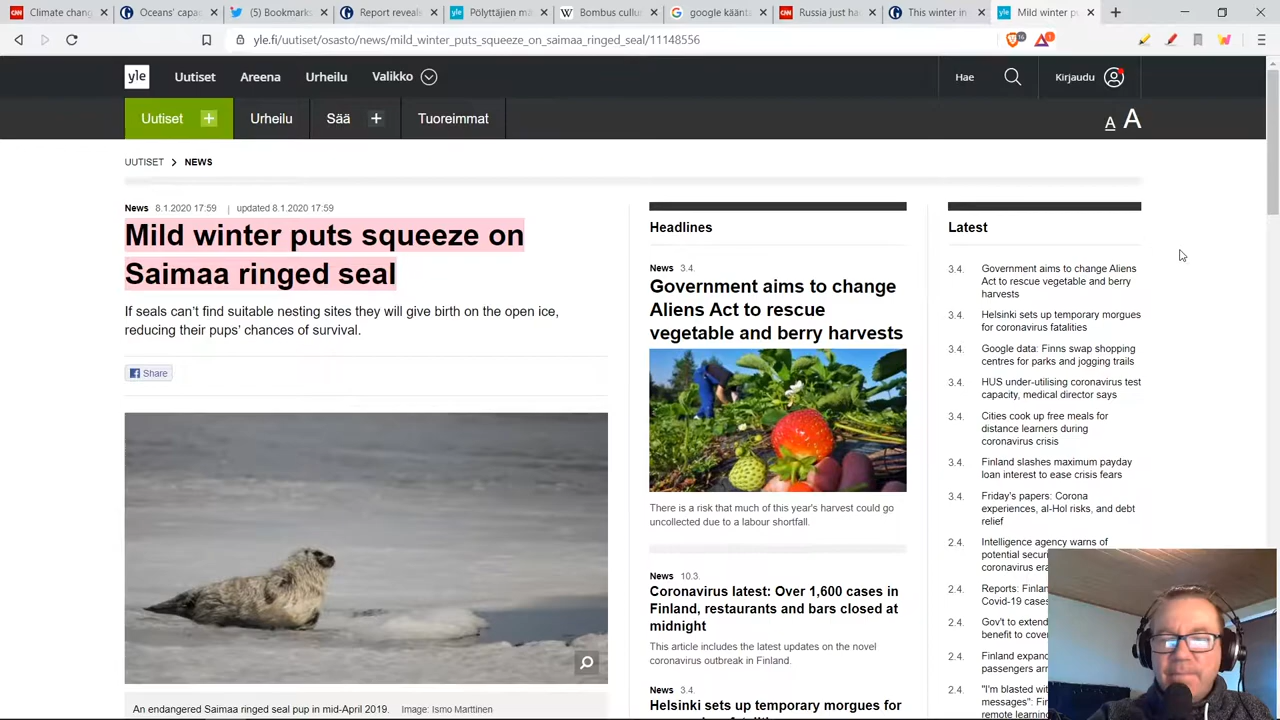 Climate chang
Oceans' capac
(5) Bookmarks
Report reveals
Pölyttäjien mä
Bombus cullur
google käänta
Russia just ha
This winter in
Mild winter pu
yle.fi/uutiset/osasto/news/mild_winter_puts_squeeze_on_saimaa_ringed_seal/11148556
yle
Uutiset
Areena
Urheilu
Valikko
Hae
Kirjaudu
Uutiset +
Urheilu
Sää +
Tuoreimmat
A A
UUTISET > NEWS
News 8.1.2020 17:59 | updated 8.1.2020 17:59
Mild winter puts squeeze on
Saimaa ringed seal
If seals can't find suitable nesting sites they will give birth on the open ice,
reducing their pups' chances of survival.
Share
An endangered Saimaa ringed seal pup in mid-April 2019. Image: Ismo Marttinen
Headlines
News 3.4.
Government aims to change
Aliens Act to rescue
vegetable and berry harvests
There is a risk that much of this year's harvest could go
uncollected due to a labour shortfall.
News 10.3.
Coronavirus latest: Over 1,600 cases in
Finland, restaurants and bars closed at
midnight
This article includes the latest updates on the novel
coronavirus outbreak in Finland.
News 3.4.
Helsinki sets up temporary morgues for
Latest
3.4. Government aims to change Aliens
Act to rescue vegetable and berry
harvests
3.4. Helsinki sets up temporary morgues
for coronavirus fatalities
3.4. Google data: Finns swap shopping
centres for parks and jogging trails
3.4. HUS under-utilising coronavirus test
capacity, medical director says
3.4. Cities cook up free meals for
distance learners during
coronavirus crisis
3.4. Finland slashes maximum payday
loan interest to ease crisis fears
3.4. Friday's papers: Corona
experiences, al-Hol risks, and debt
relief
2.4. Intelligence agency warns of
potential secur
coronavirus era
2.4. Reports: Finlan
Covid-19 cases
2.4. Gov't to extend
benefit to cover
2.4. Finland expand
passengers arr
2.4. "I'm blasted wit
messages": Fin
remote learning